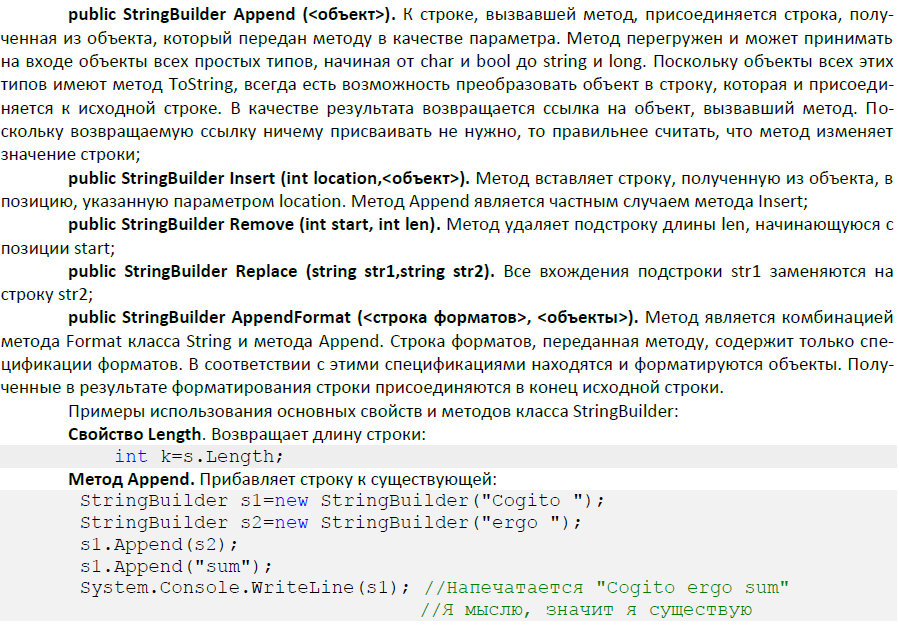 public StringBuilder Append (<объект>). К строке, вызвавшей метод, присоединяется строка, полу-
ченная из объекта, который передан методу в качестве параметра. Метод перегружен и может принимать
на входе объекты всех простых типов, начиная от char и bool до string и long. Поскольку объекты всех этих
типов имеют метод ToString, всегда есть возможность преобразовать объект в строку, которая и присоеди-
няется к исходной строке. В качестве результата возвращается ссылка на объект, вызвавший метод. По-
скольку возвращаемую ссылку ничему присваивать не нужно, то правильнее считать, что метод изменяет
значение строки;
public StringBuilder Insert (int location,<объект>). Метод вставляет строку, полученную из объекта, в
позицию, указанную параметром location. Метод Append является частным случаем метода Insert;
public StringBuilder Remove (int start, int len). Метод удаляет подстроку длины len, начинающуюся с
позиции start;
public StringBuilder Replace (string str1,string str2). Все вхождения подстроки str1 заменяются на
строку str2;
public StringBuilder AppendFormat (<строка форматов>, <объекты>). Метод является комбинацией
метода Format класса String и метода Append. Строка форматов, переданная методу, содержит только спе-
цификации форматов. В соответствии с этими спецификациями находятся и форматируются объекты. Полу-
ченные в результате форматирования строки присоединяются в конец исходной строки.
Примеры использования основных свойств и методов класса StringBuilder:
Свойство Length. Возвращает длину строки:
int k=s.Length;
Метод Append. Прибавляет строку к существующей:
StringBuilder s1=new StringBuilder("Cogito ");
StringBuilder s2=new StringBuilder("ergo ");
s1.Append(s2);
s1.Append("sum");
System.Console.WriteLine(s1); //Напечатается "Cogito ergo sum"
//Я мыслю, значит я существую